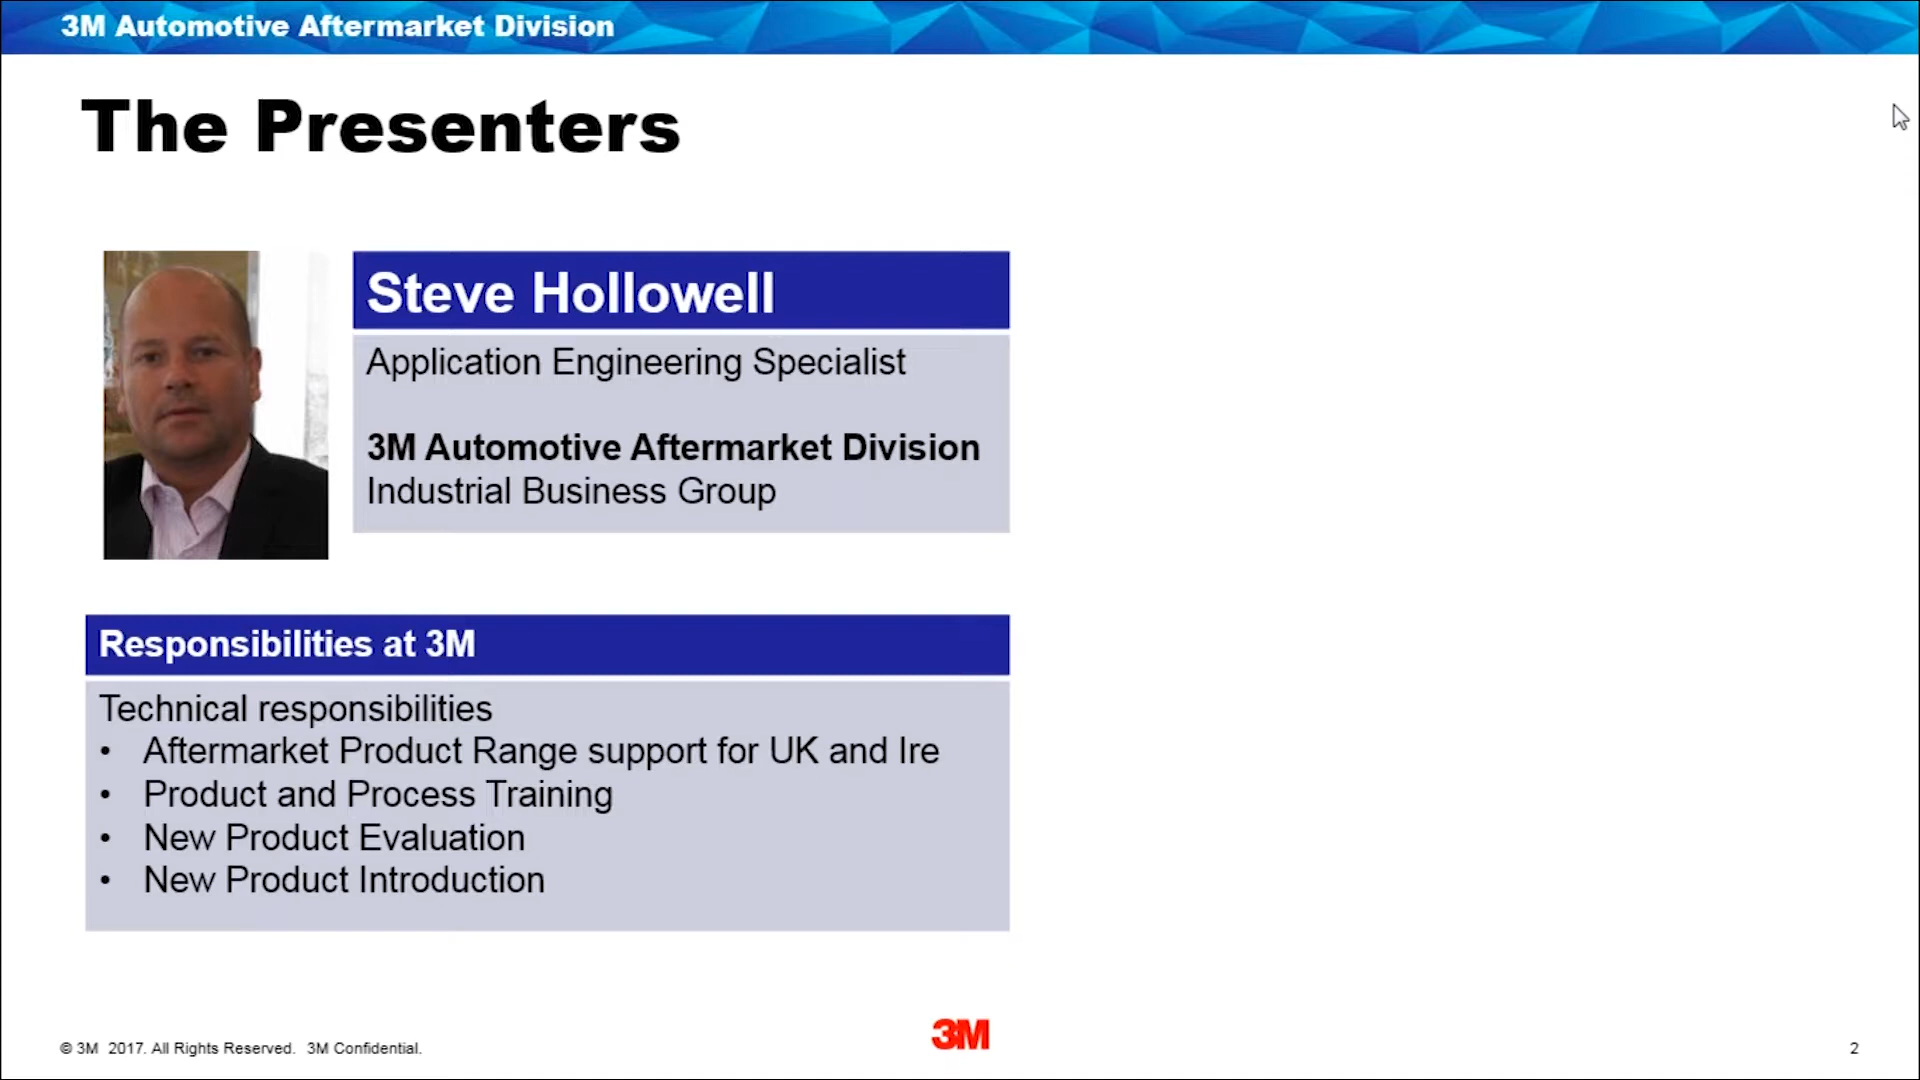 3M Automotive Aftermarket Division
The Presenters
Steve Hollowell
Application Engineering Specialist
3M Automotive Aftermarket Division
Industrial Business Group
Responsibilities at 3M
Technical responsibilities
• Aftermarket Product Range support for UK and Ire
• Product and Process Training
• New Product Evaluation
• New Product Introduction
© 3M 2017. All Rights Reserved. 3M Confidential.
3M
2